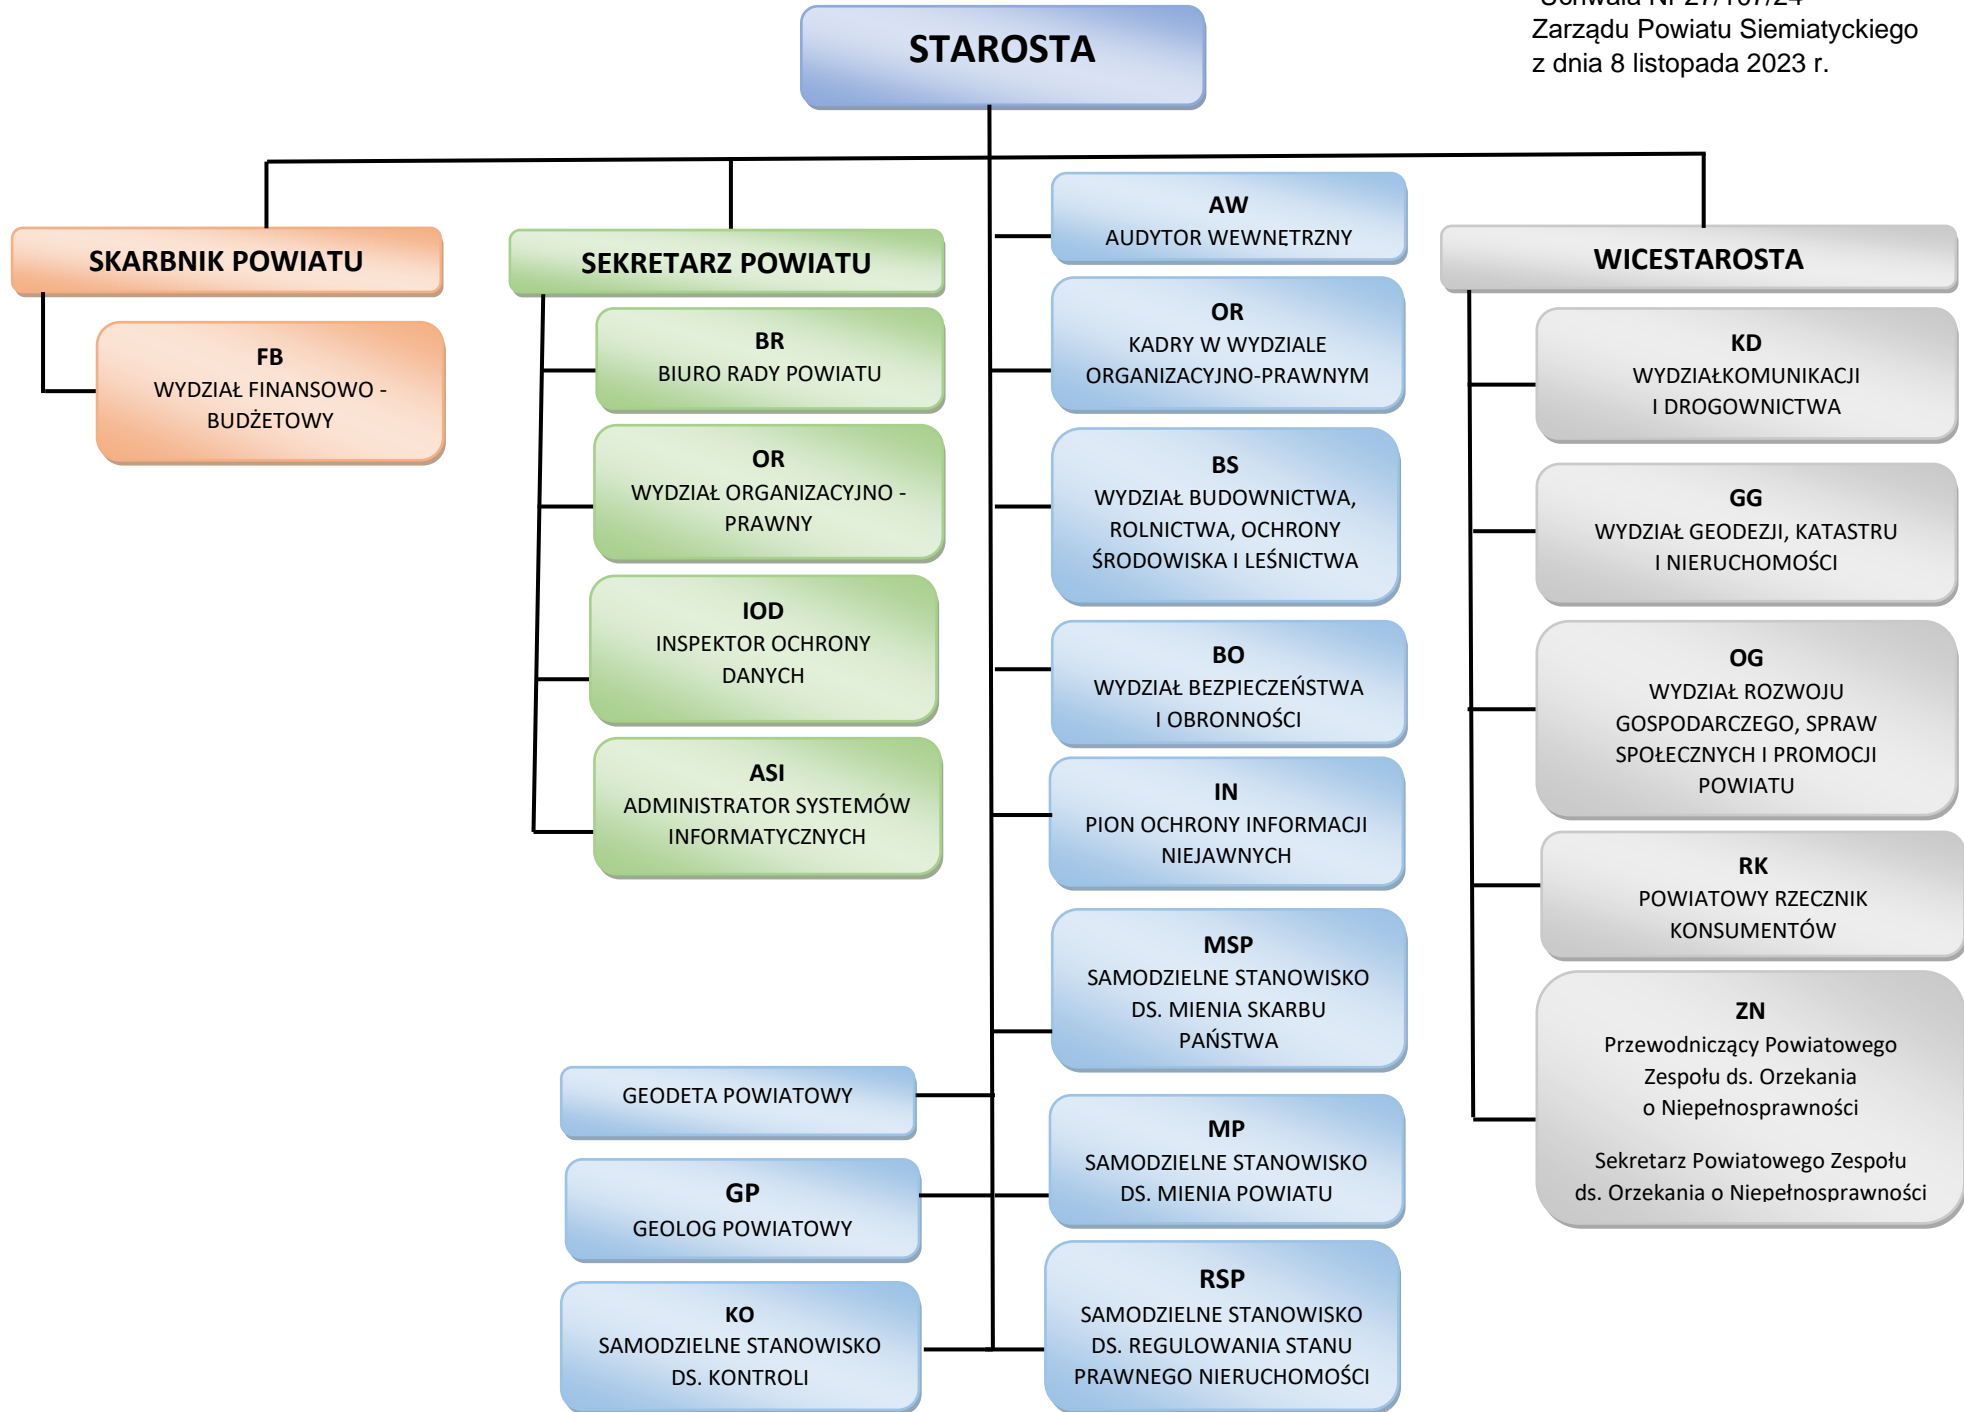 Uchwała Nr 27/107/24
Zarządu Powiatu Siemiatyckiego
z dnia 8 listopada 2023 r.
STAROSTA
SKARBNIK POWIATU
FB
WYDZIAŁ FINANSOWO -
BUDŻETOWY
SEKRETARZ POWIATU
BR
BIURO RADY POWIATU
OR
WYDZIAŁ ORGANIZACYJNO -
PRAWNY
IOD
INSPEKTOR OCHRONY
DANYCH
ASI
ADMINISTRATOR SYSTEMÓW
INFORMATYCZNYCH
AW
AUDYTOR WEWNĘTRZNY
OR
KADRY W WYDZIALE
ORGANIZACYJNO-PRAWNYM
BS
WYDZIAŁ BUDOWNICTWA,
ROLNICTWA, OCHRONY
ŚRODOWISKA I LEŚNICTWA
BO
WYDZIAŁ BEZPIECZEŃSTWA
I OBRONNOŚCI
IN
PION OCHRONY INFORMACJI
NIEJAWNYCH
MSP
SAMODZIELNE STANOWISKO
DS. MIENIA SKARBU
PAŃSTWA
MP
SAMODZIELNE STANOWISKO
DS. MIENIA POWIATU
RSP
SAMODZIELNE STANOWISKO
DS. REGULOWANIA STANU
PRAWNEGO NIERUCHOMOŚCI
GEODETA POWIATOWY
GP
GEOLOG POWIATOWY
KO
SAMODZIELNE STANOWISKO
DS. KONTROLI
WICESTAROSTA
KD
WYDZIAŁKOMUNIKACJI
I DROGOWNICTWA
GG
WYDZIAŁ GEODEZJI, KATASTRU
I NIERUCHOMOŚCI
OG
WYDZIAŁ ROZWOJU
GOSPODARCZEGO, SPRAW
SPOŁECZNYCH I PROMOCJI
POWIATU
RK
POWIATOWY RZECZNIK
KONSUMENTÓW
ZN
Przewodniczący Powiatowego
Zespołu ds. Orzekania
o Niepełnosprawności
Sekretarz Powiatowego Zespołu
ds. Orzekania o Niepełnosprawności